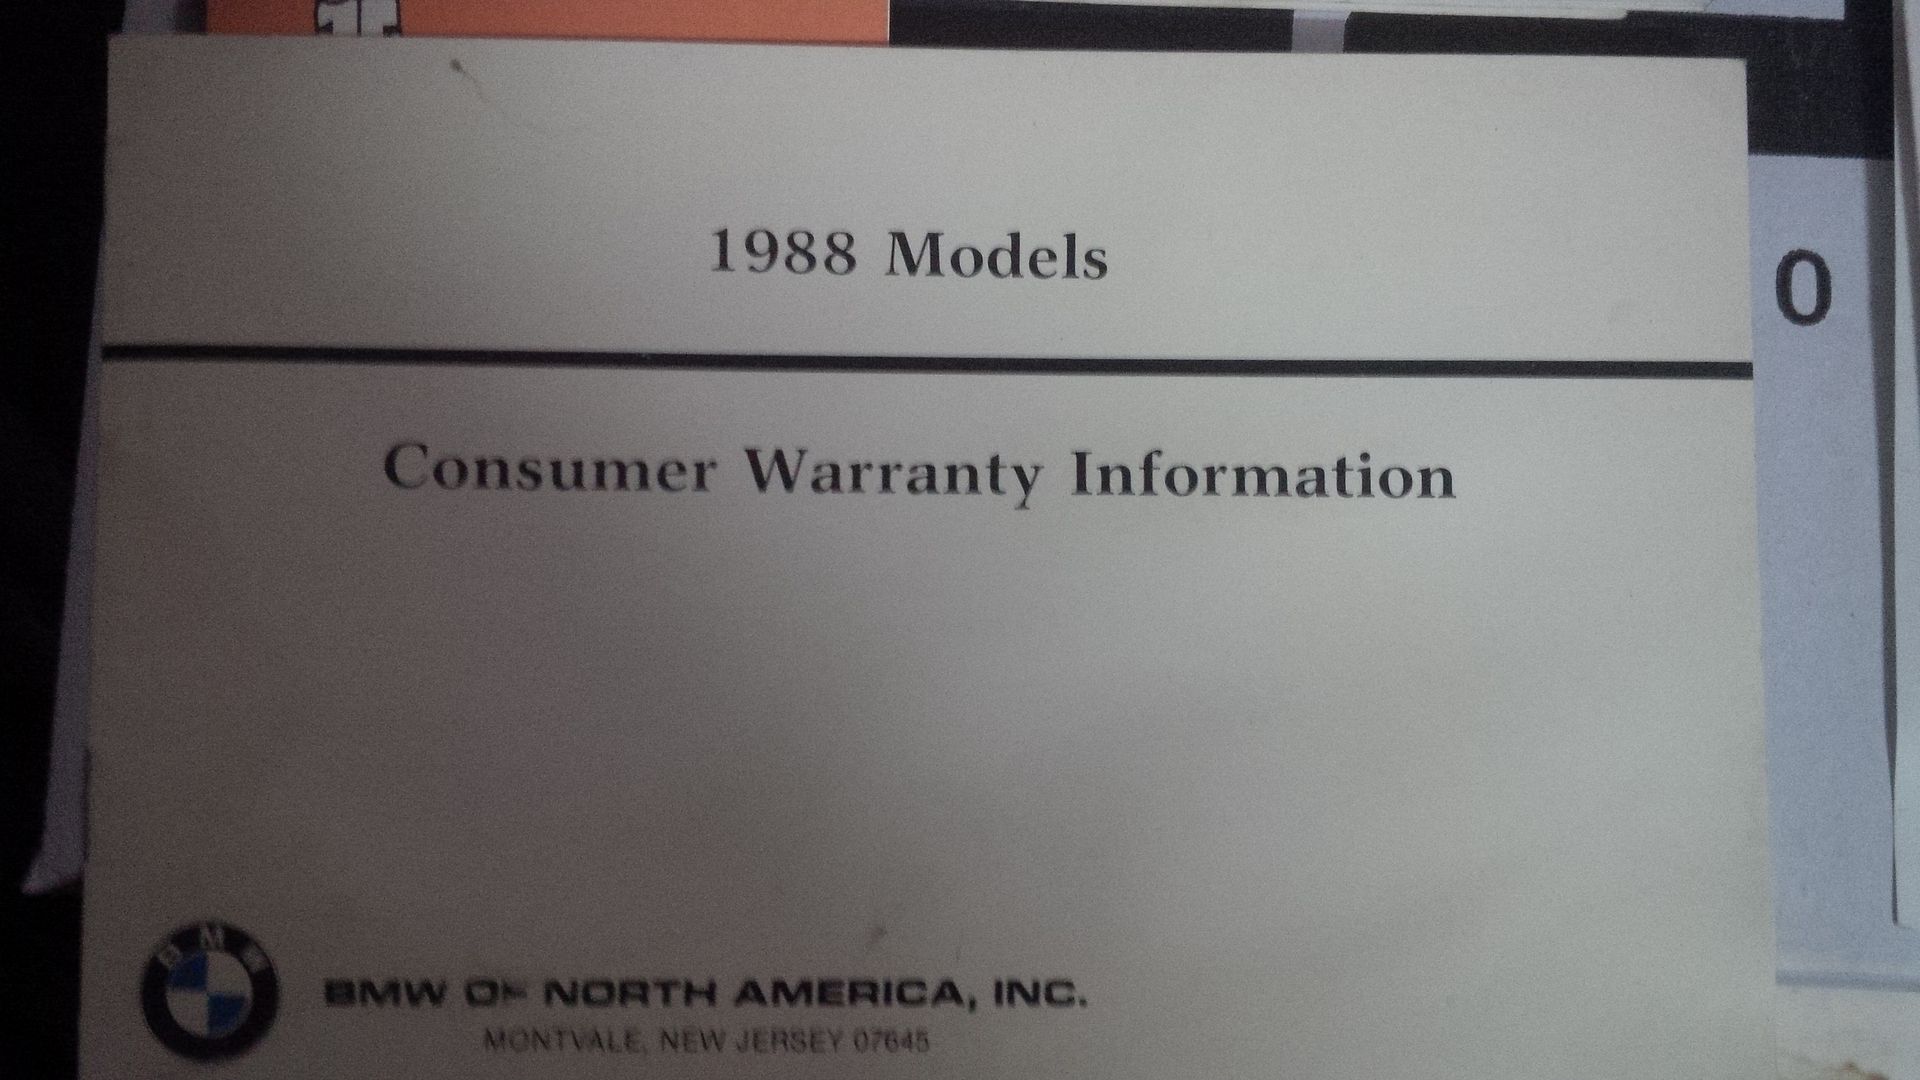 1988 Models
0
Consumer Warranty Information
BMW
BMW OF NORTH AMERICA, INC.
MONTVALE, NEW JERSEY 07645